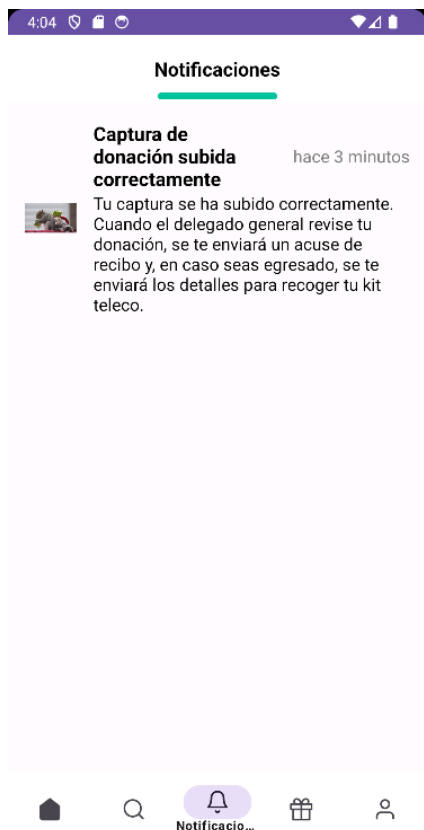 4:04
Notificaciones
Captura de
donación subida
correctamente
hace 3 minutos
Tu captura se ha subido correctamente.
Cuando el delegado general revise tu
donación, se te enviará un acuse de
recibo y, en caso seas egresado, se te
enviará los detalles para recoger tu kit
teleco.
Notificacio...